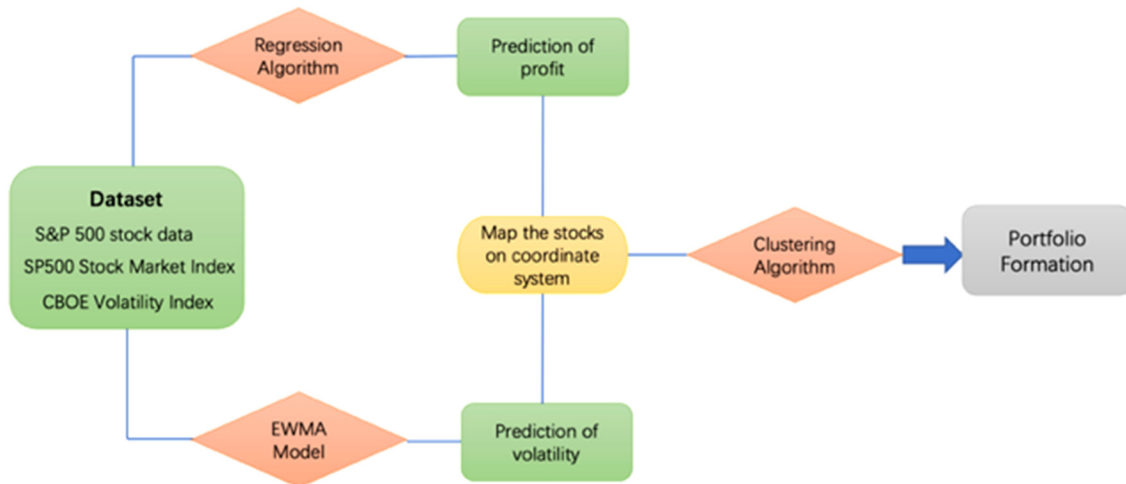 Regression
Algorithm
Prediction of
profit
Dataset
S&P 500 stock data
SP500 Stock Market Index
CBOE Volatility Index
Map the stocks
on coordinate
system
Clustering
Algorithm
Portfolio
Formation
EWMA
Model
Prediction of
volatility